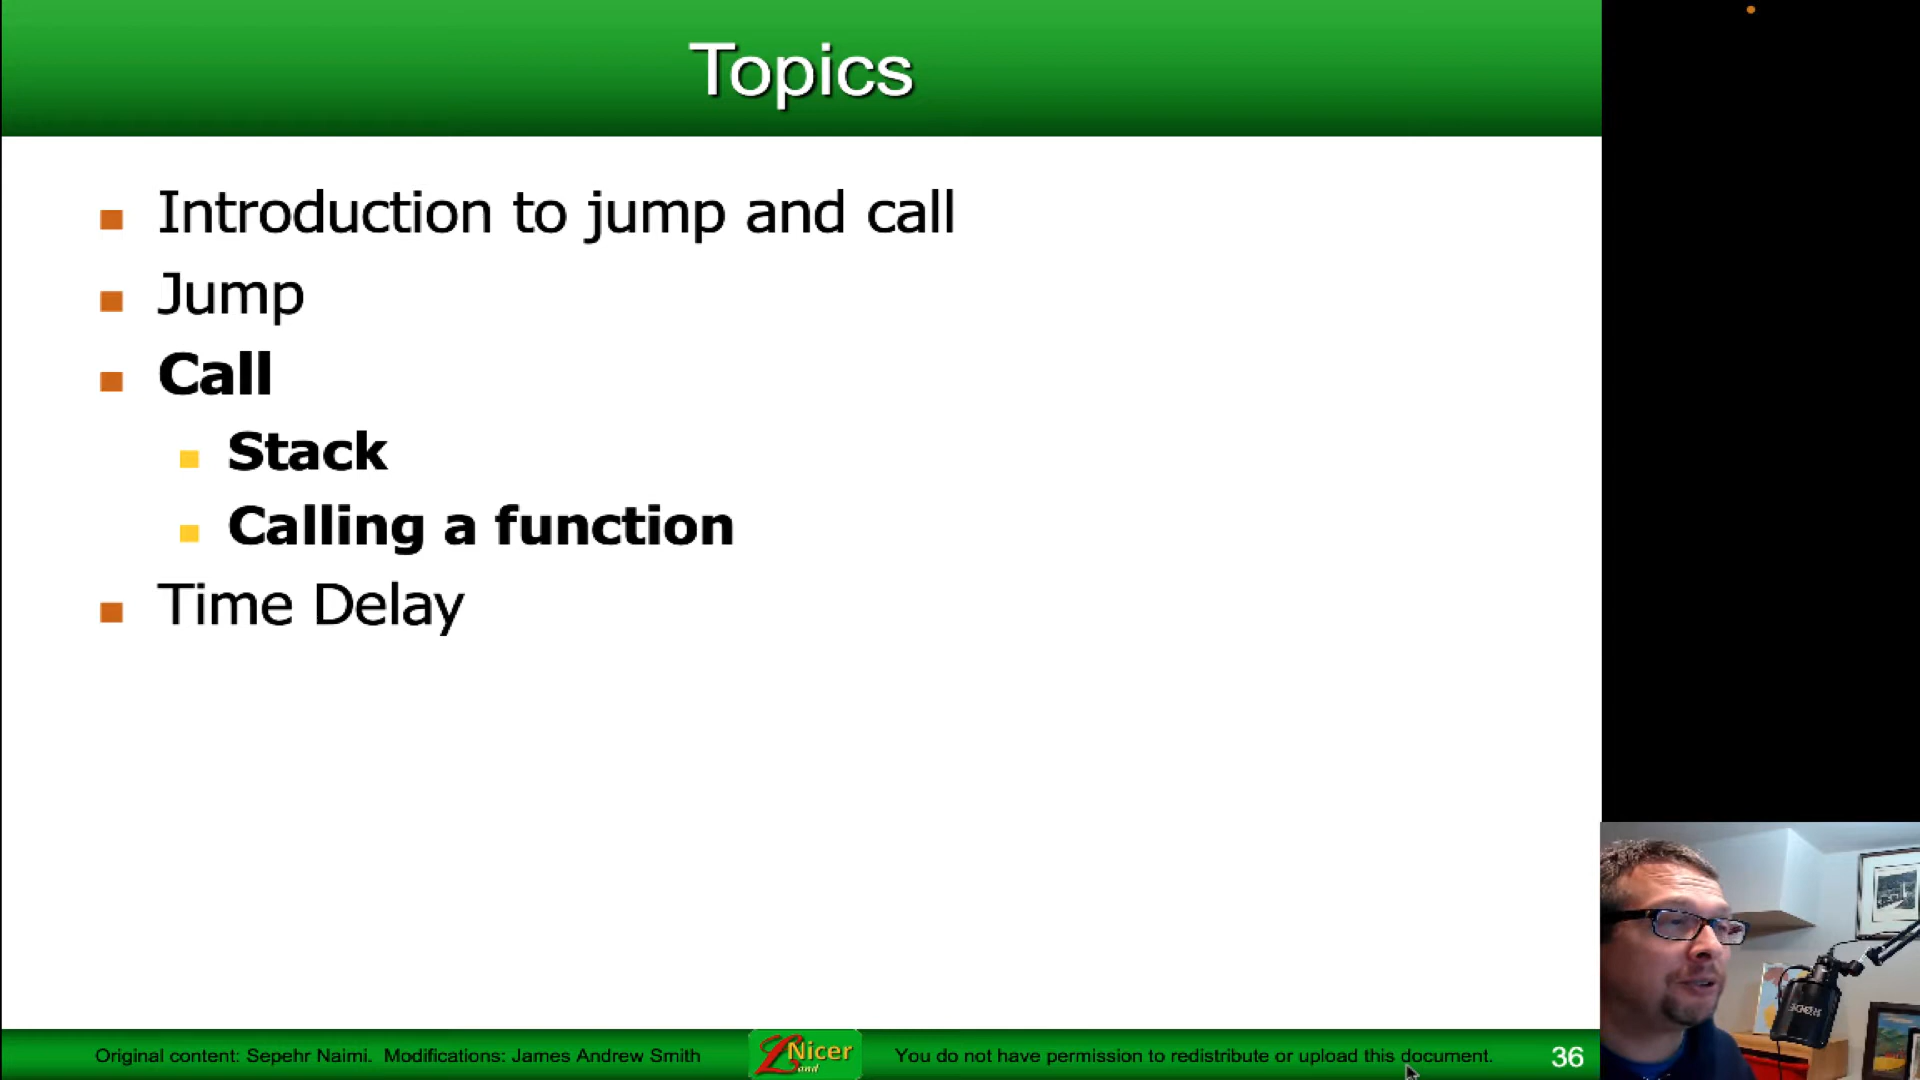 Topics
Introduction to jump and call
Jump
Call
Stack
Calling a function
Time Delay
Original content: Sepehr Naimi. Modifications: James Andrew Smith
Nicer
Land
You do not have permission to redistribute or upload this document.
36